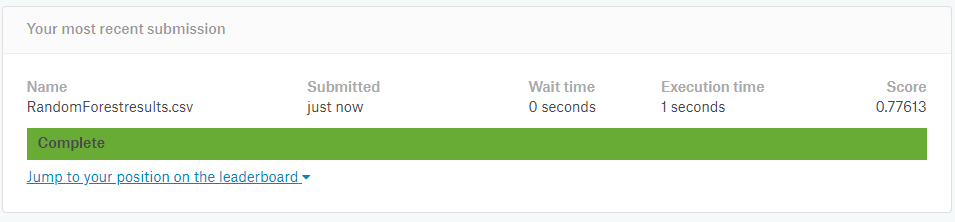 Your most recent submission
Name Submitted Wait time Execution time Score
RandomForestresults.csv just now 0 seconds 1 seconds 0.77613
Complete
Jump to your position on the leaderboard